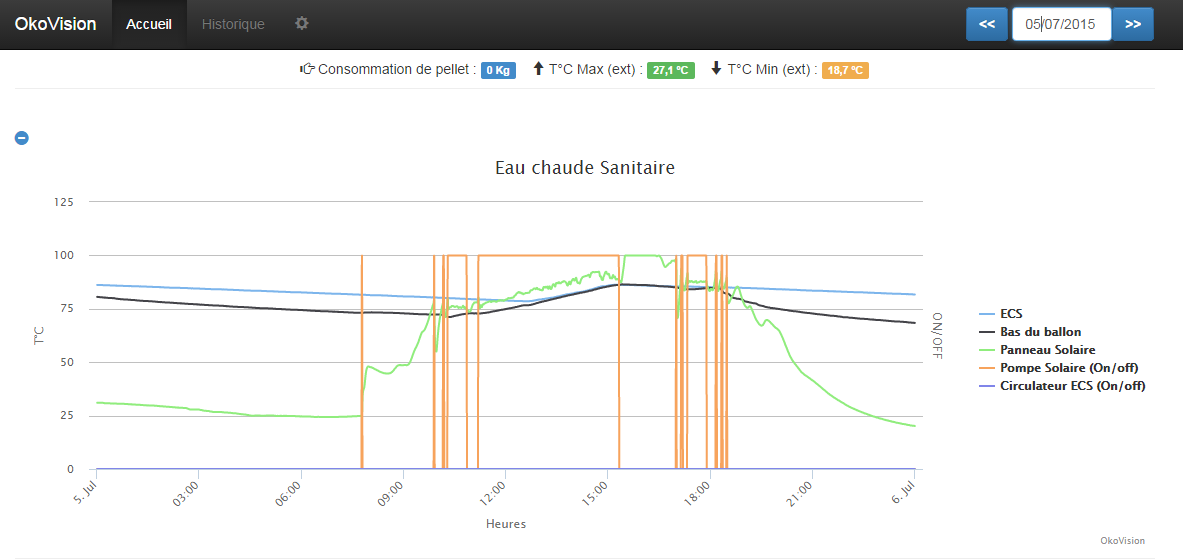 OkoVision Accueil Historique << 05/07/2015 >>
Consommation de pellet : 0 Kg T°C Max (ext) : 27,1 °C T°C Min (ext) : 18,7 °C
Eau chaude Sanitaire
125
100
75
50
25
0
T°C
ON/OFF
5. Jul 03:00 06:00 09:00 12:00 15:00 18:00 21:00 6. Jul
Heures
ECS
Bas du ballon
Panneau Solaire
Pompe Solaire (On/off)
Circulateur ECS (On/off)
OkoVision